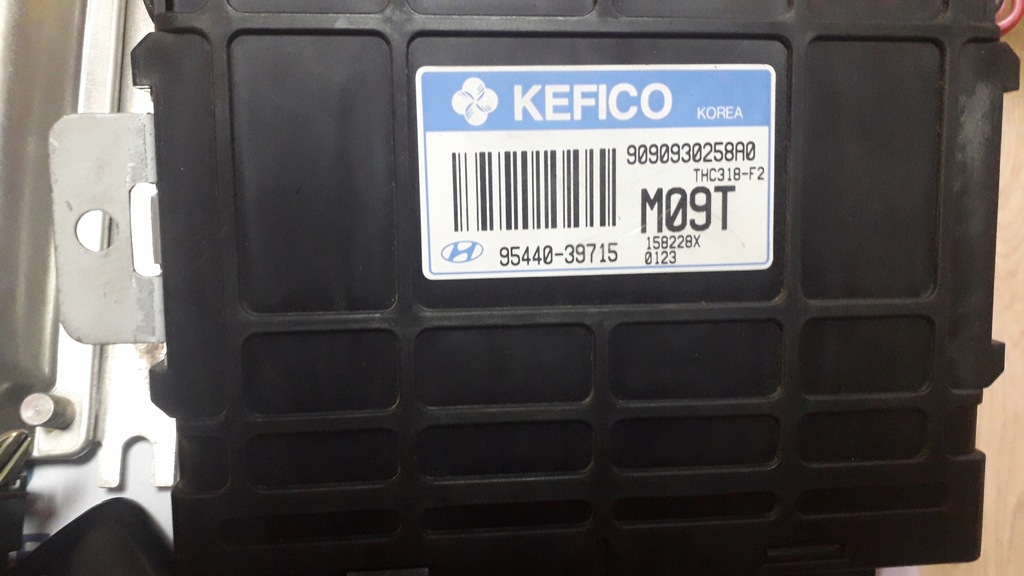 KEFICO KOREA
9090930258A0
THC318-F2
M09T
158228X
95440-39715 0123